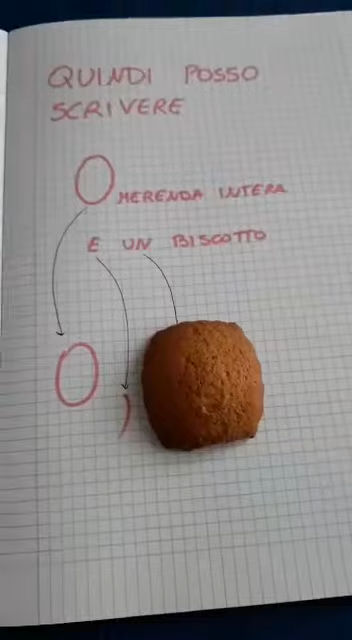 QUINDI POSSO
SCRIVERE
0 MERENDA INTERA
E UN BISCOTTO
0 ,